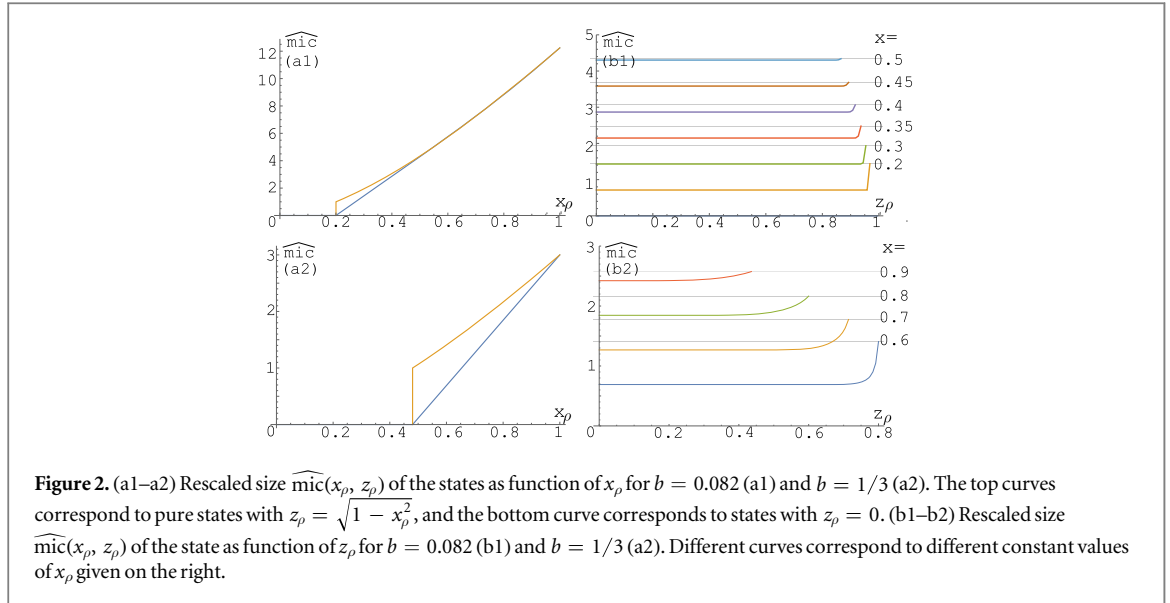 mic
(a1)
12
10
8
6
4
2
0
0.2
0.4
0.6
0.8
1
xρ
mic
(b1)
5
4
3
2
1
0
0.2
0.4
0.6
0.8
1
zρ
x=
0.5
0.45
0.4
0.35
0.3
0.2
mic
(a2)
3
2
1
0
0.2
0.4
0.6
0.8
1
xρ
mic
(b2)
3
2
1
0
0.2
0.4
0.6
0.8
zρ
x=
0.9
0.8
0.7
0.6
Figure 2. (a1–a2) Rescaled size m͡ic(xρ, zρ) of the states as function of xρ for b = 0.082 (a1) and b = 1/3 (a2). The top curves
correspond to pure states with zρ = √(1 − xρ²), and the bottom curve corresponds to states with zρ = 0. (b1–b2) Rescaled size
m͡ic(xρ, zρ) of the state as function of zρ for b = 0.082 (b1) and b = 1/3 (a2). Different curves correspond to different constant values
of xρ given on the right.